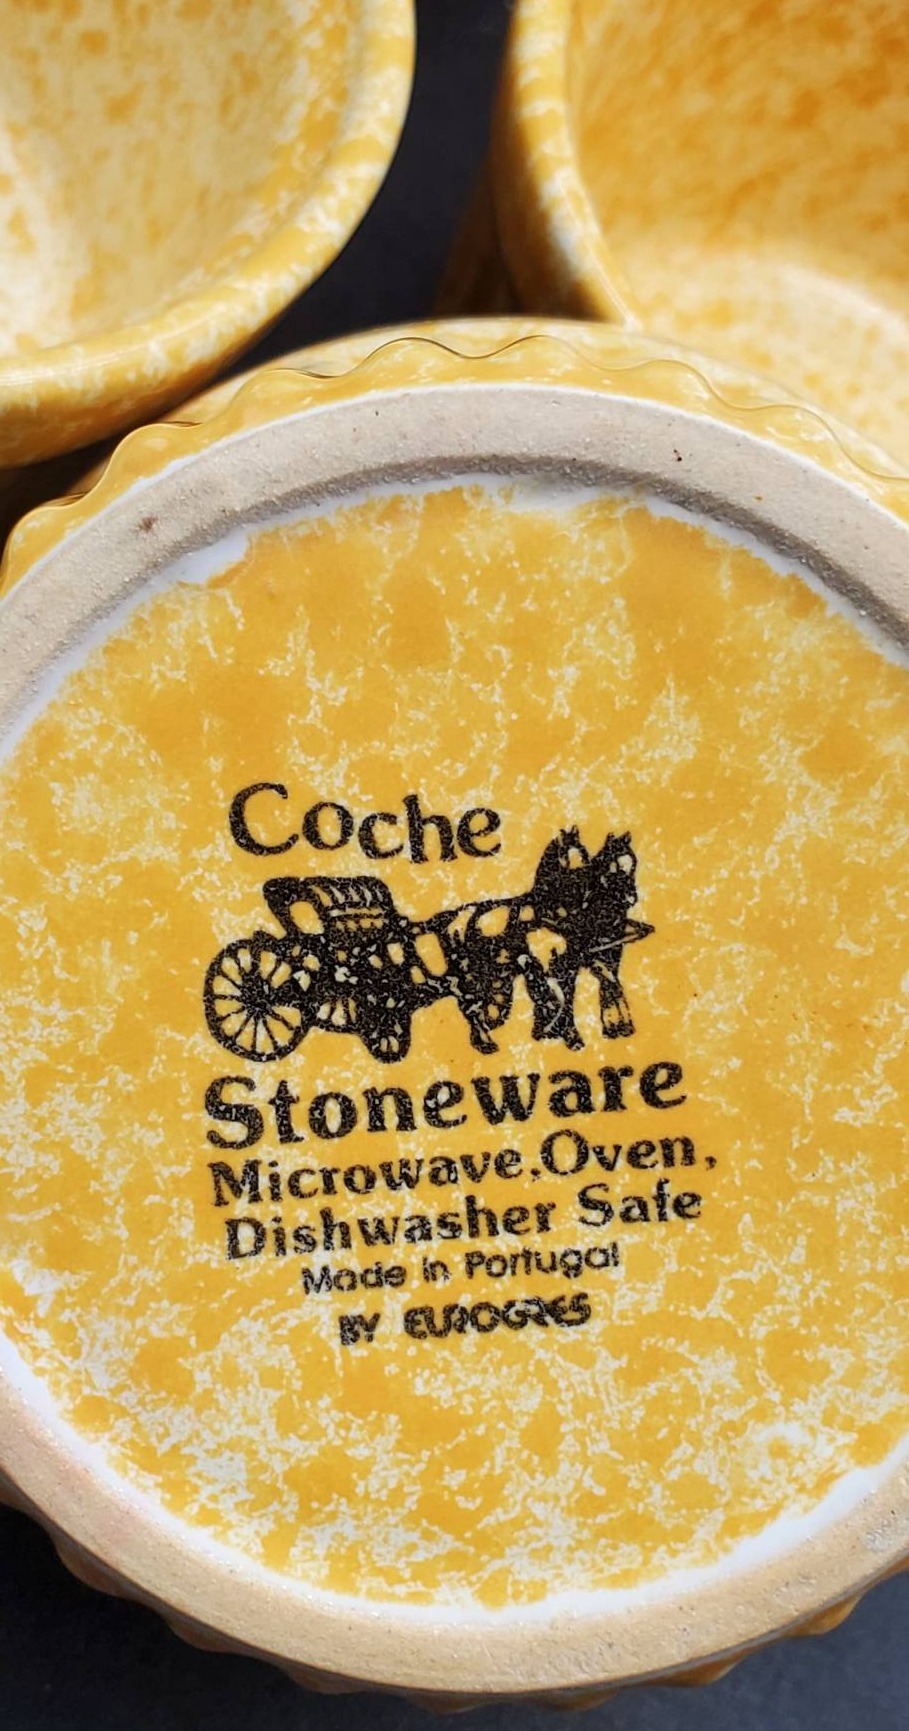 Coche
Stoneware
Microwave,Oven,
Dishwasher Safe
Made in Portugal
BY EUROGRES